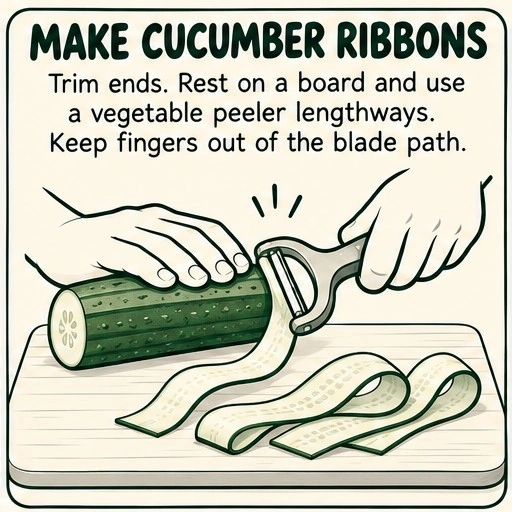 MAKE CUCUMBER RIBBONS
Trim ends. Rest on a board and use
a vegetable peeler lengthways.
Keep fingers out of the blade path.